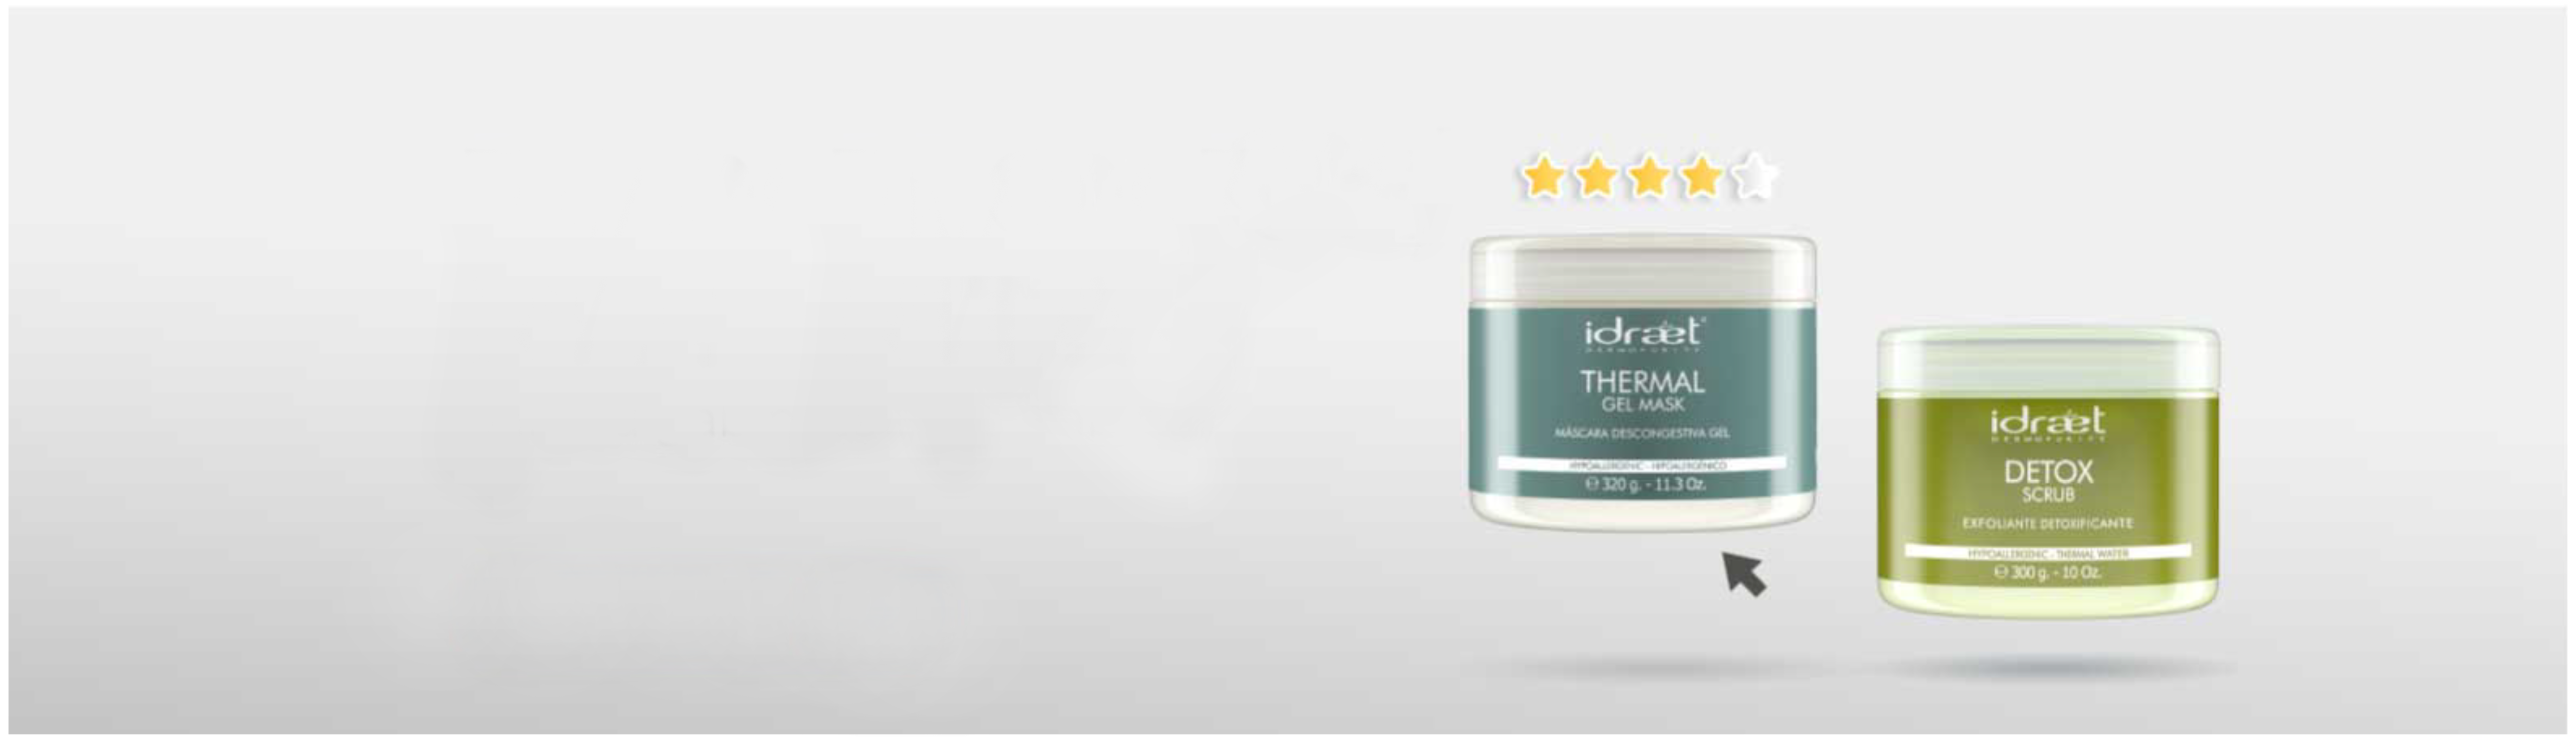 idraet
DERMOPURITY
THERMAL
GEL MASK
MÁSCARA DESCONGESTIVA GEL
HYPOALLERGENIC - HIPOALERGÉNICO
℮ 320 g. - 11.3 Oz.
idraet
DERMOPURITY
DETOX
SCRUB
EXFOLIANTE DETOXIFICANTE
HYPOALLERGENIC - THERMAL WATER
℮ 300 g. - 10 Oz.